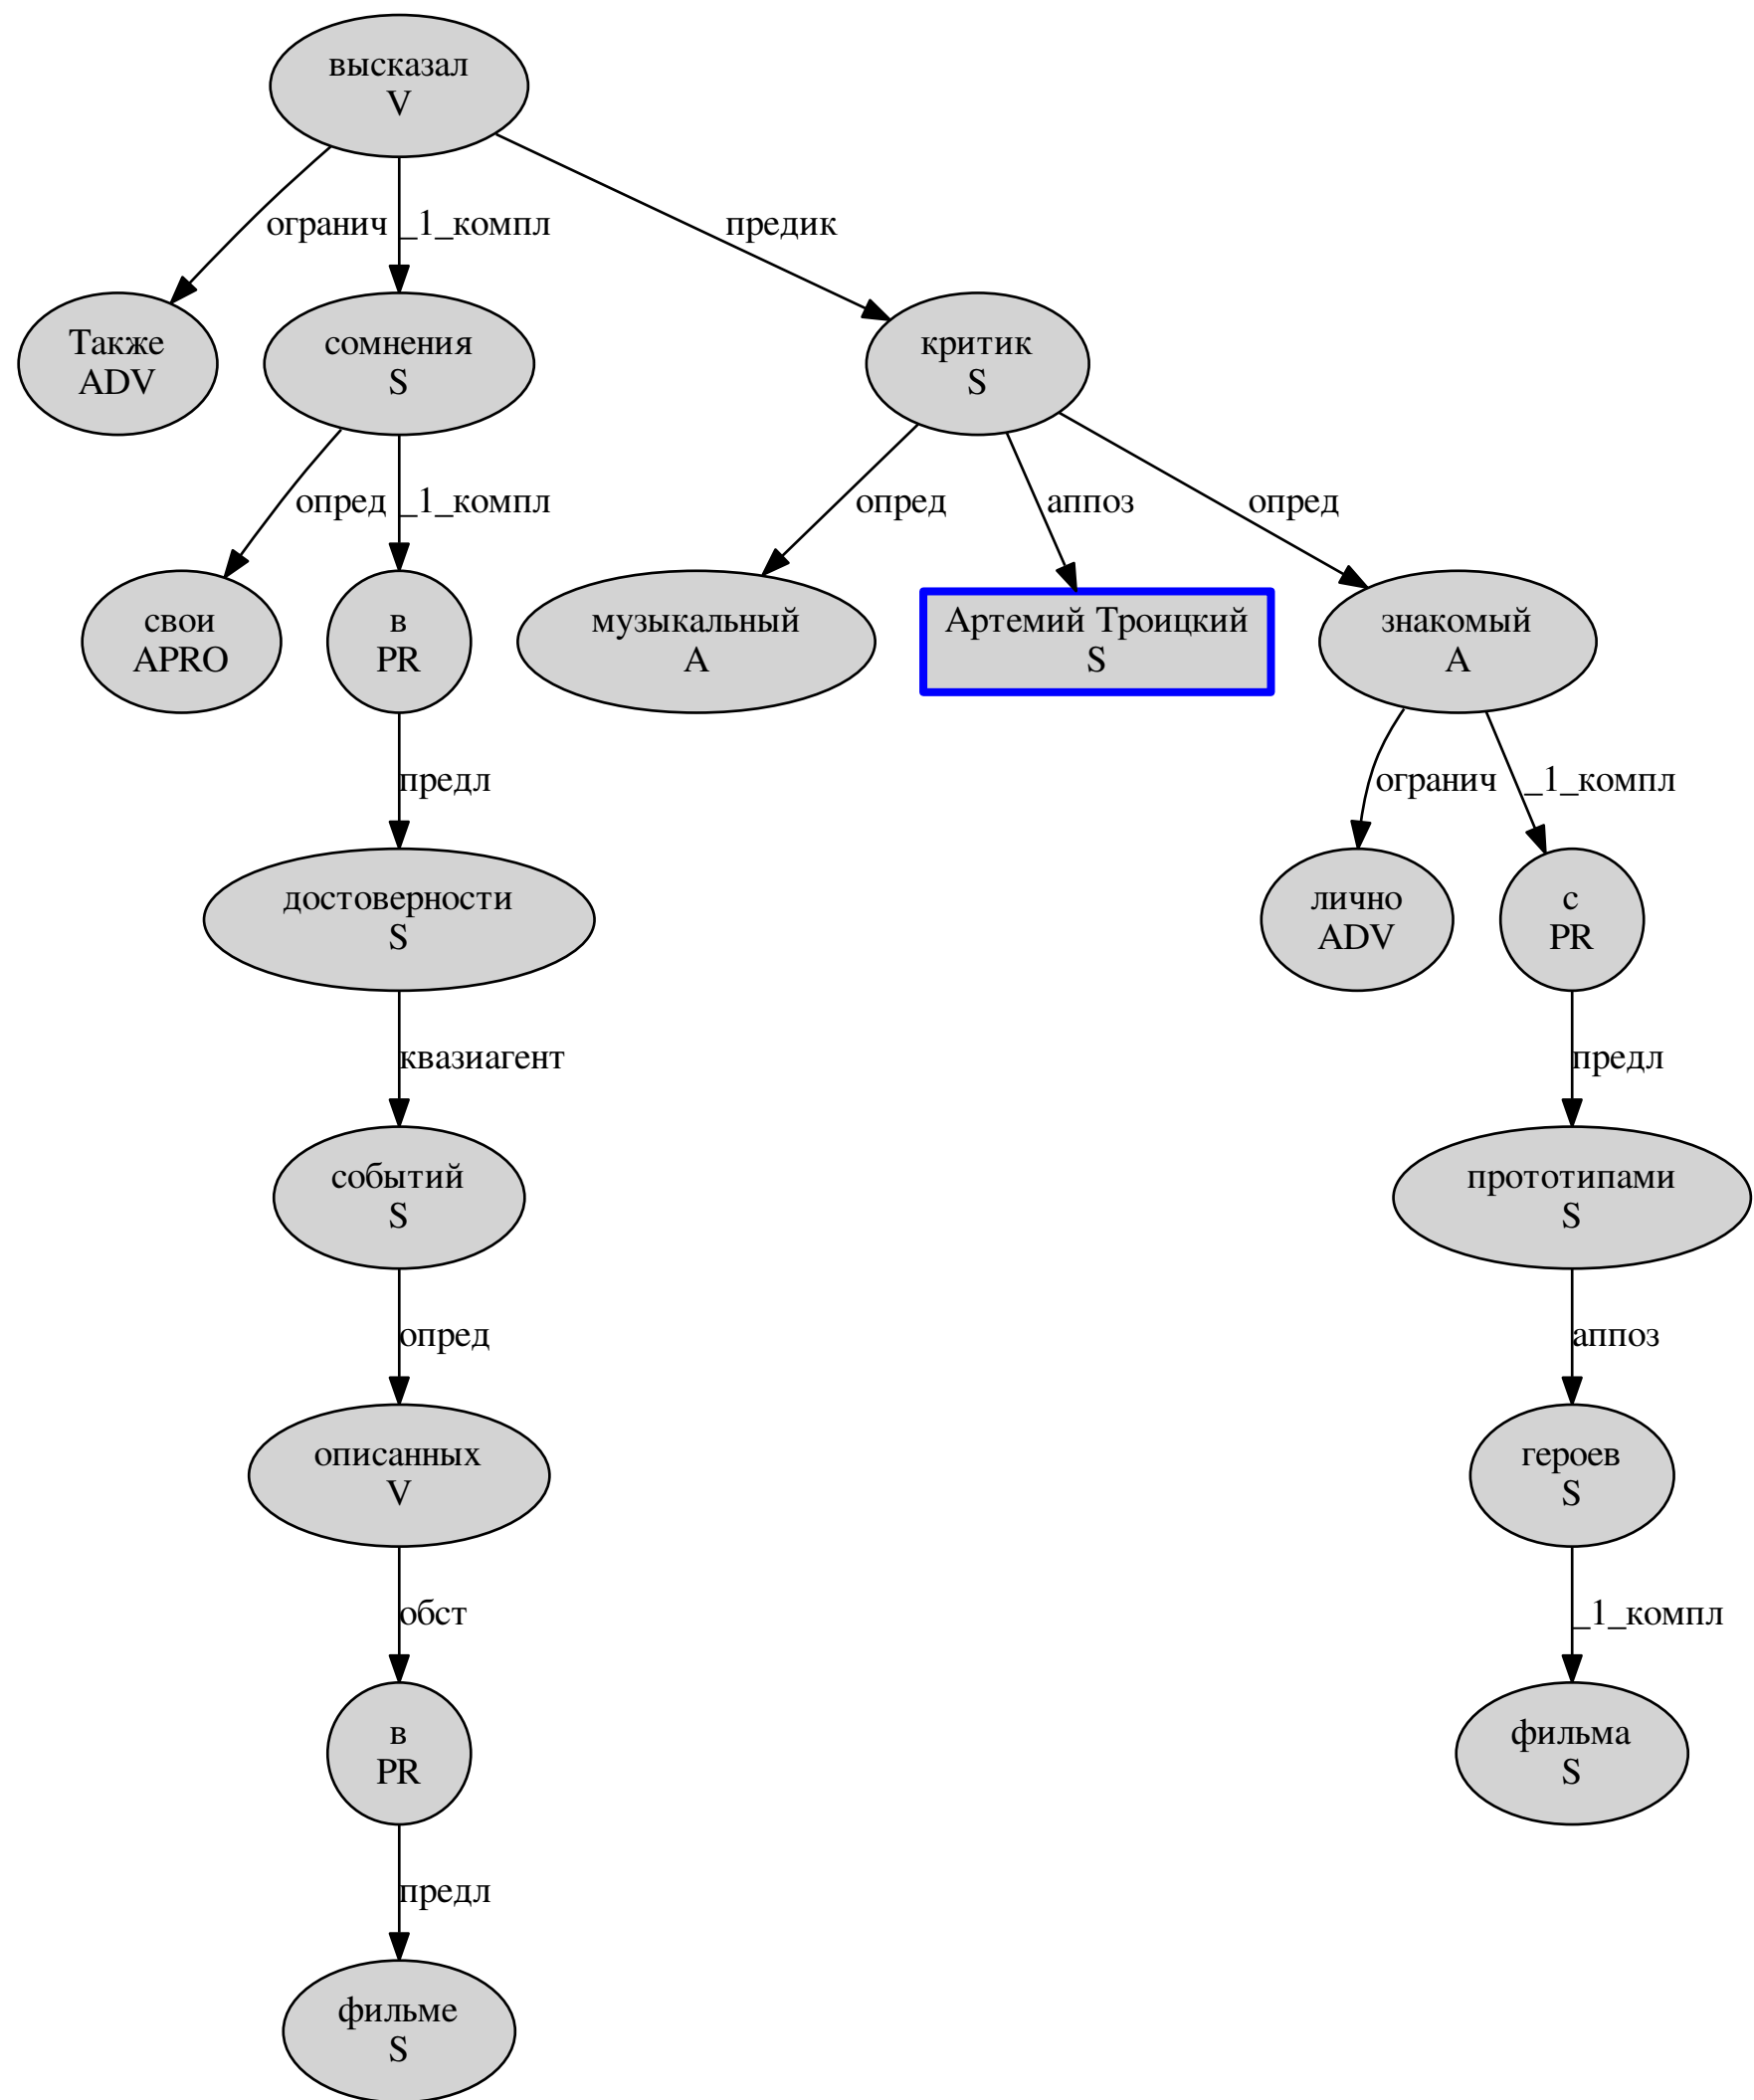 высказал
V
огранич
_1_компл
предик
Также
ADV
сомнения
S
критик
S
опред
_1_компл
опред
аппоз
опред
свои
APRO
в
PR
музыкальный
A
Артемий Троицкий
S
знакомый
A
предл
огранич
_1_компл
достоверности
S
лично
ADV
с
PR
квазиагент
предл
событий
S
прототипами
S
опред
аппоз
описанных
V
героев
S
обст
_1_компл
в
PR
фильма
S
предл
фильме
S